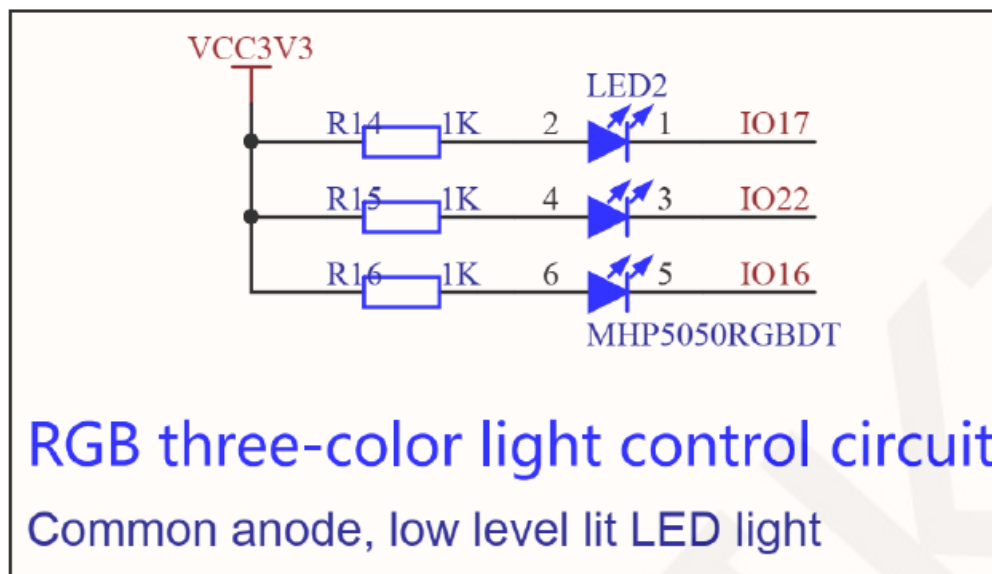 VCC3V3
LED2
R14 1K 2 1 IO17
R15 1K 4 3 IO22
R16 1K 6 5 IO16
MHP5050RGBDT
RGB three-color light control circuit
Common anode, low level lit LED light